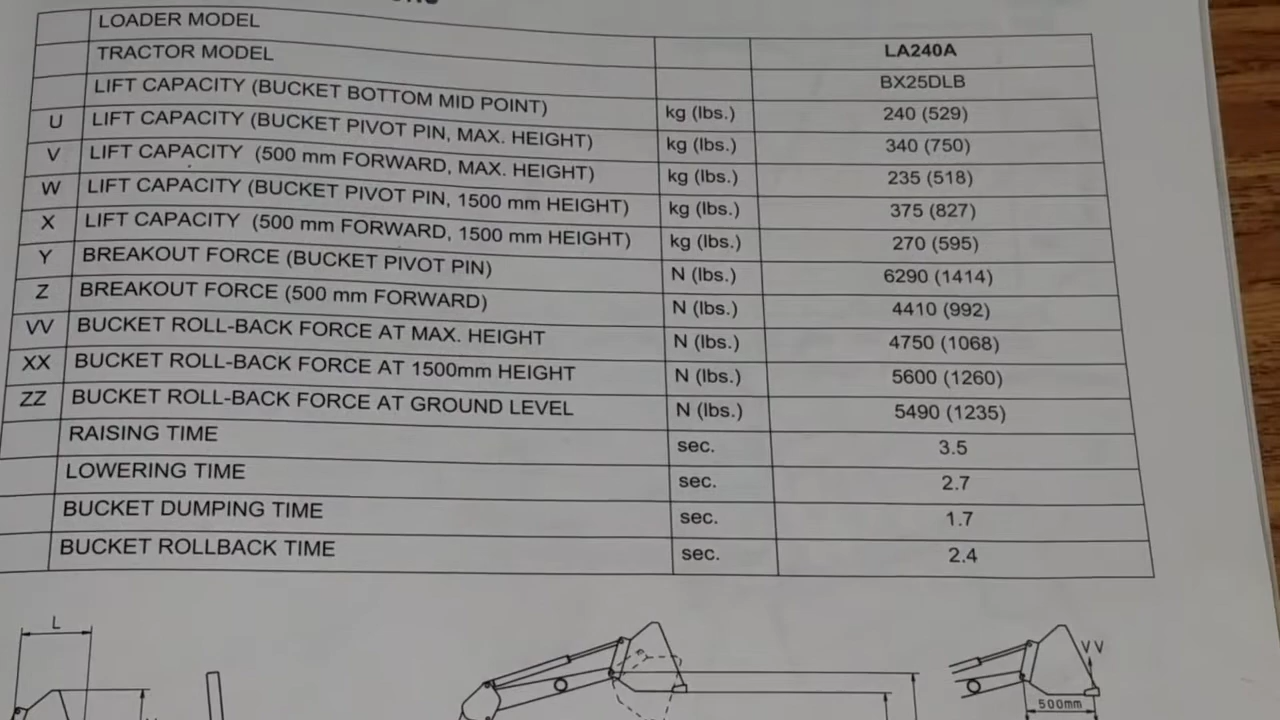 LOADER MODEL LA240A
TRACTOR MODEL BX25DLB
LIFT CAPACITY (BUCKET BOTTOM MID POINT) kg (lbs.) 240 (529)
U LIFT CAPACITY (BUCKET PIVOT PIN, MAX. HEIGHT) kg (lbs.) 340 (750)
V LIFT CAPACITY (500 mm FORWARD, MAX. HEIGHT) kg (lbs.) 235 (518)
W LIFT CAPACITY (BUCKET PIVOT PIN, 1500 mm HEIGHT) kg (lbs.) 375 (827)
X LIFT CAPACITY (500 mm FORWARD, 1500 mm HEIGHT) kg (lbs.) 270 (595)
Y BREAKOUT FORCE (BUCKET PIVOT PIN) N (lbs.) 6290 (1414)
Z BREAKOUT FORCE (500 mm FORWARD) N (lbs.) 4410 (992)
VV BUCKET ROLL-BACK FORCE AT MAX. HEIGHT N (lbs.) 4750 (1068)
XX BUCKET ROLL-BACK FORCE AT 1500mm HEIGHT N (lbs.) 5600 (1260)
ZZ BUCKET ROLL-BACK FORCE AT GROUND LEVEL N (lbs.) 5490 (1235)
RAISING TIME sec. 3.5
LOWERING TIME sec. 2.7
BUCKET DUMPING TIME sec. 1.7
BUCKET ROLLBACK TIME sec. 2.4
L
VV
500mm